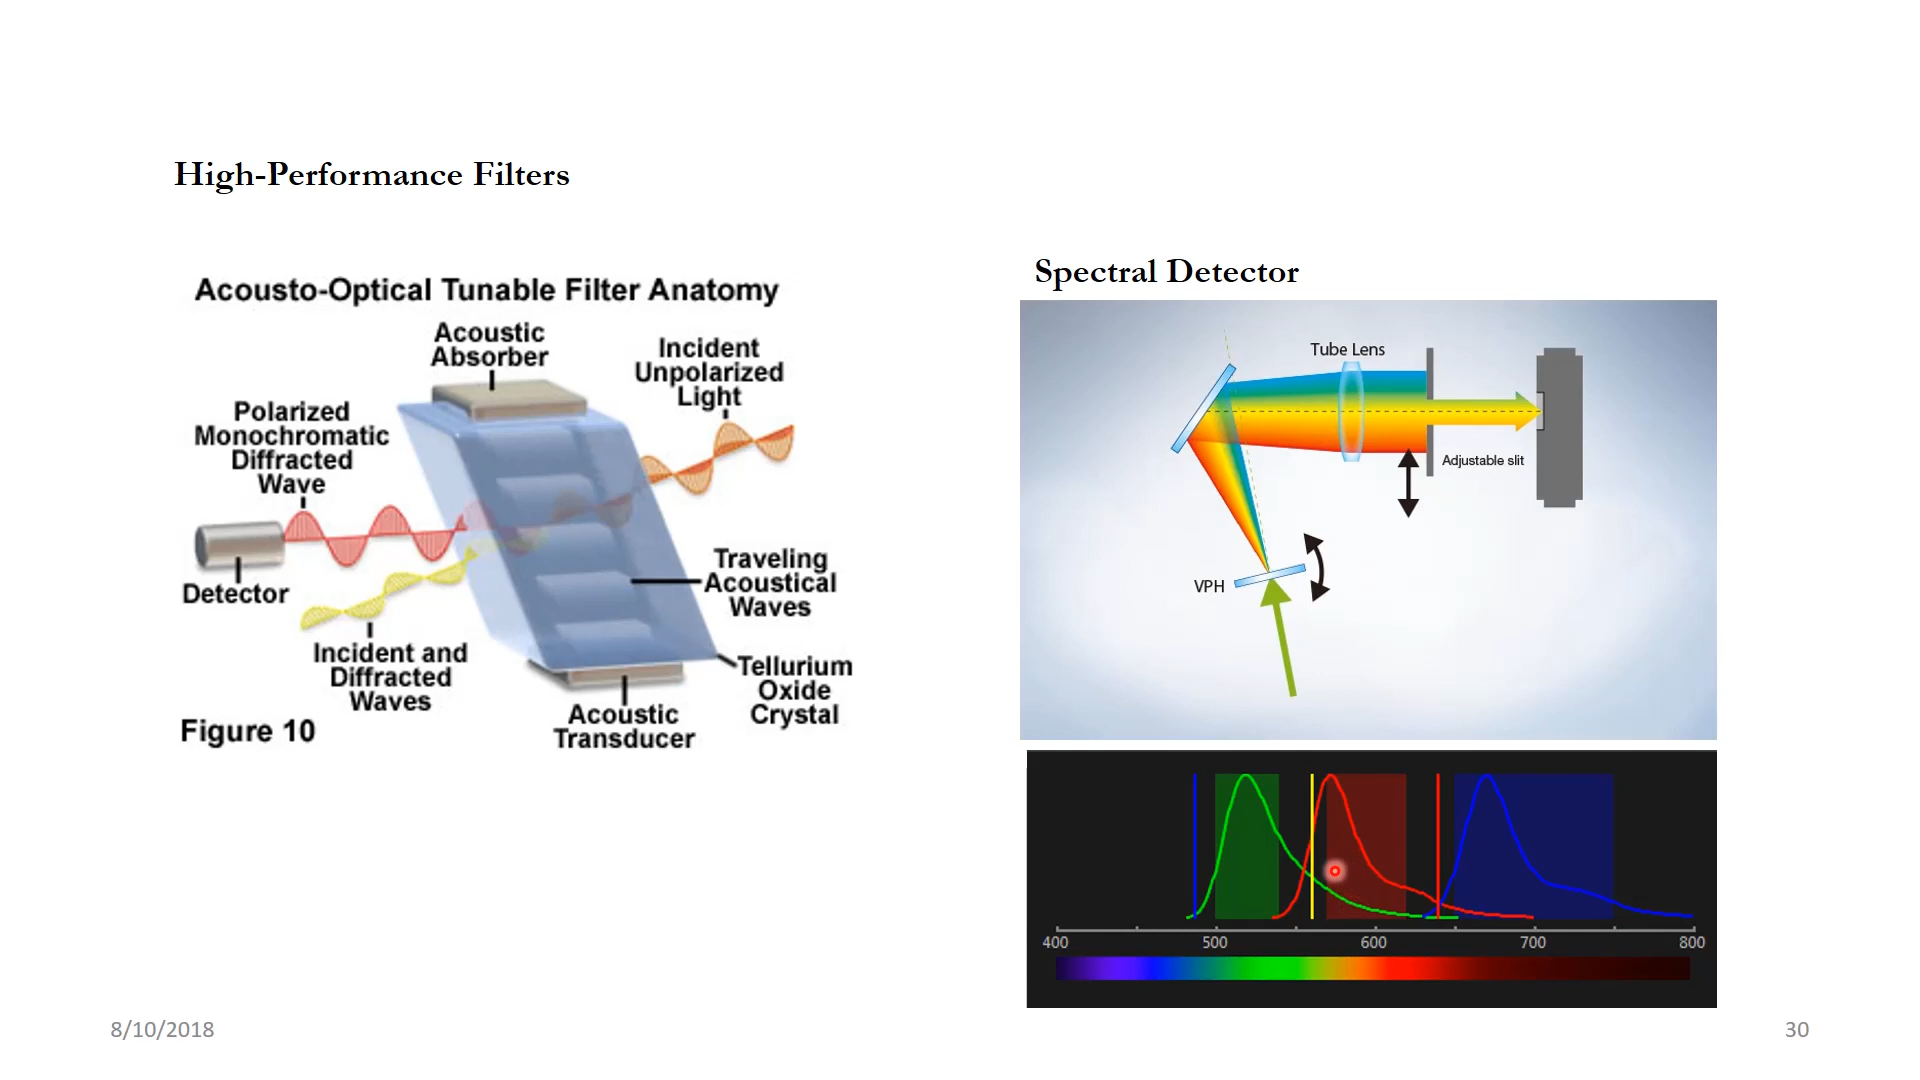 High-Performance Filters
Acousto-Optical Tunable Filter Anatomy
Acoustic
Absorber
Incident
Unpolarized
Light
Polarized
Monochromatic
Diffracted
Wave
Detector
Traveling
Acoustical
Waves
Incident and
Diffracted
Waves
Tellurium
Oxide
Crystal
Acoustic
Transducer
Figure 10
Spectral Detector
Tube Lens
Adjustable slit
VPH
400 500 600 700 800
8/10/2018
30